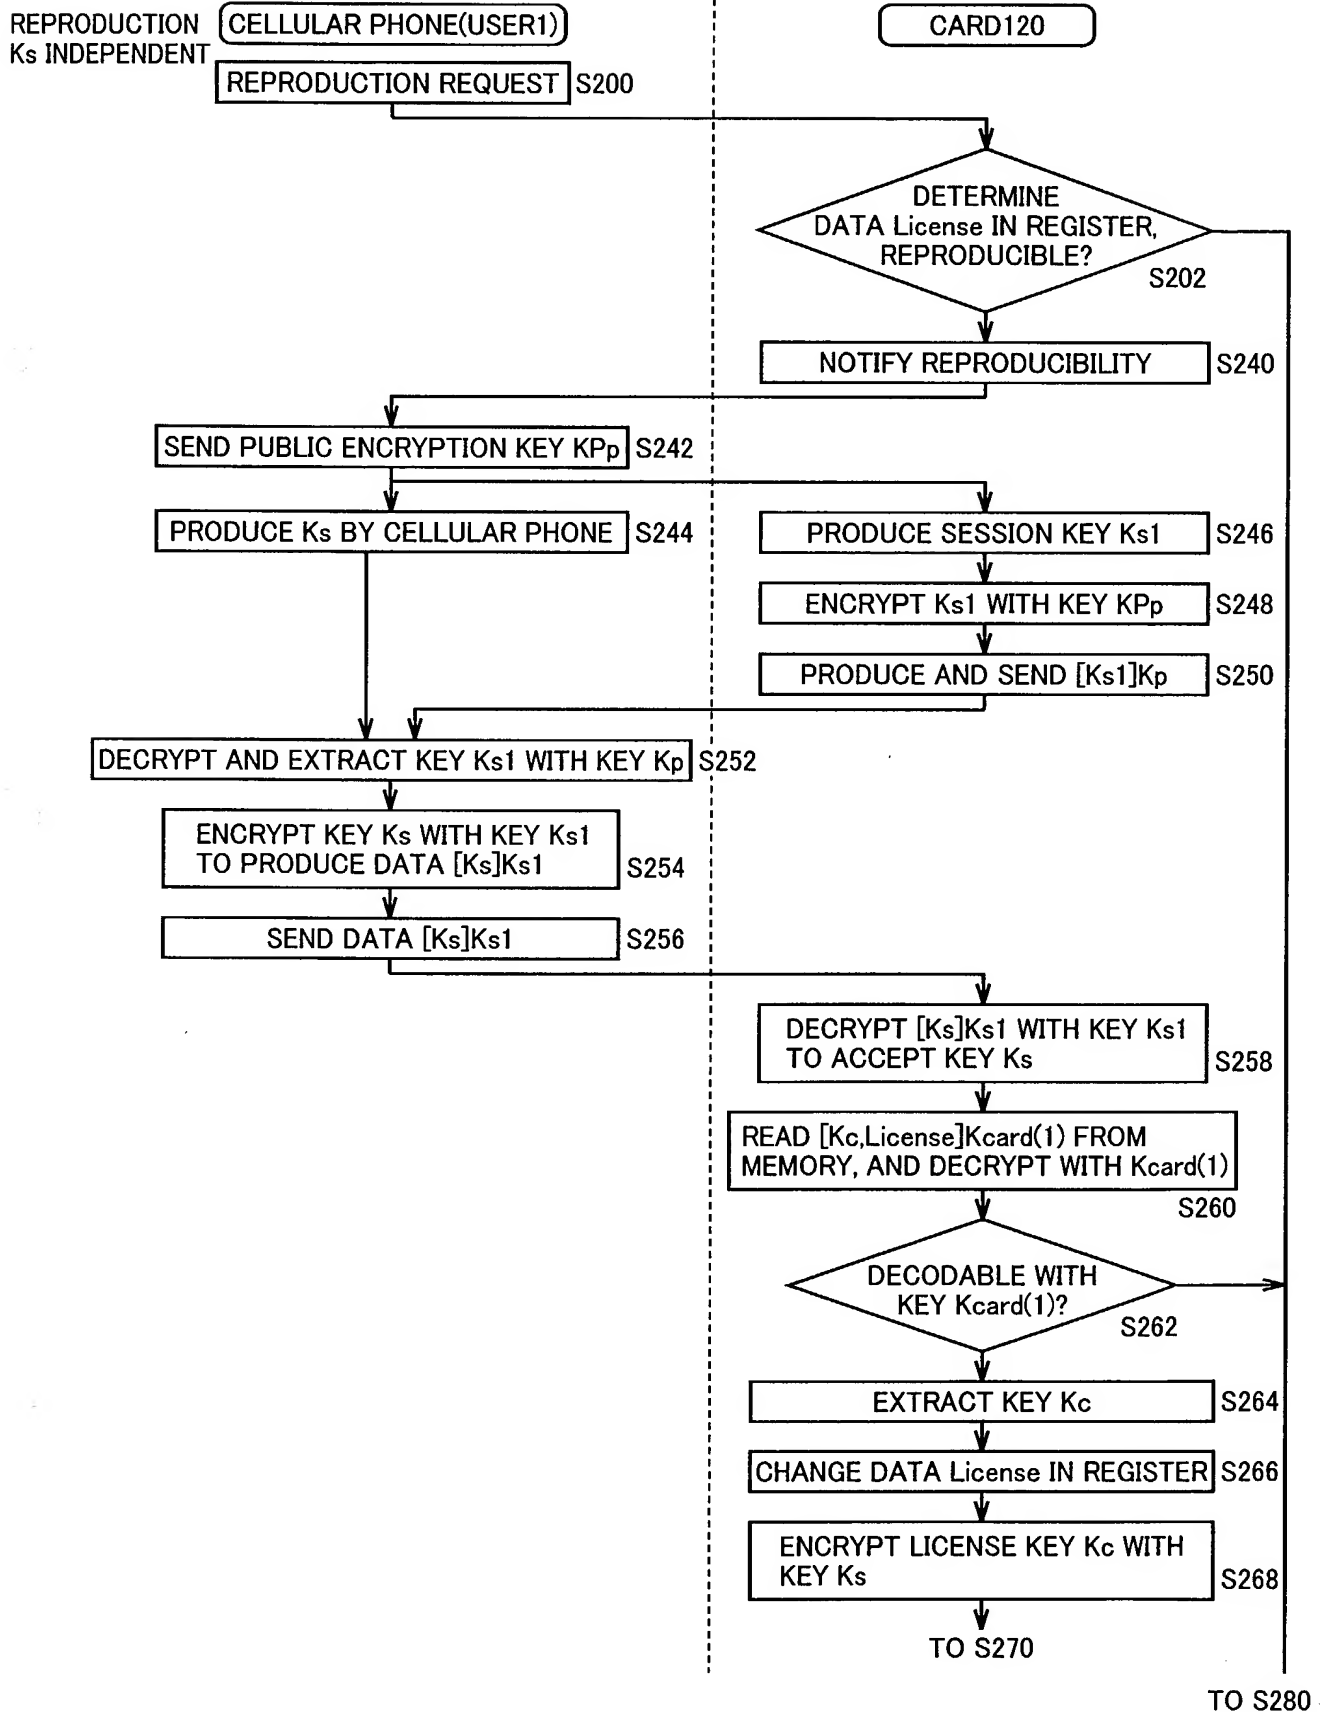 REPRODUCTION
Ks INDEPENDENT
CELLULAR PHONE(USER1)
CARD120
REPRODUCTION REQUEST
S200
DETERMINE
DATA License IN REGISTER,
REPRODUCIBLE?
S202
NOTIFY REPRODUCIBILITY
S240
SEND PUBLIC ENCRYPTION KEY KPp
S242
PRODUCE Ks BY CELLULAR PHONE
S244
PRODUCE SESSION KEY Ks1
S246
ENCRYPT Ks1 WITH KEY KPp
S248
PRODUCE AND SEND [Ks1]Kp
S250
DECRYPT AND EXTRACT KEY Ks1 WITH KEY Kp
S252
ENCRYPT KEY Ks WITH KEY Ks1
TO PRODUCE DATA [Ks]Ks1
S254
SEND DATA [Ks]Ks1
S256
DECRYPT [Ks]Ks1 WITH KEY Ks1
TO ACCEPT KEY Ks
S258
READ [Kc,License]Kcard(1) FROM
MEMORY, AND DECRYPT WITH Kcard(1)
S260
DECODABLE WITH
KEY Kcard(1)?
S262
EXTRACT KEY Kc
S264
CHANGE DATA License IN REGISTER
S266
ENCRYPT LICENSE KEY Kc WITH
KEY Ks
S268
TO S270
TO S280